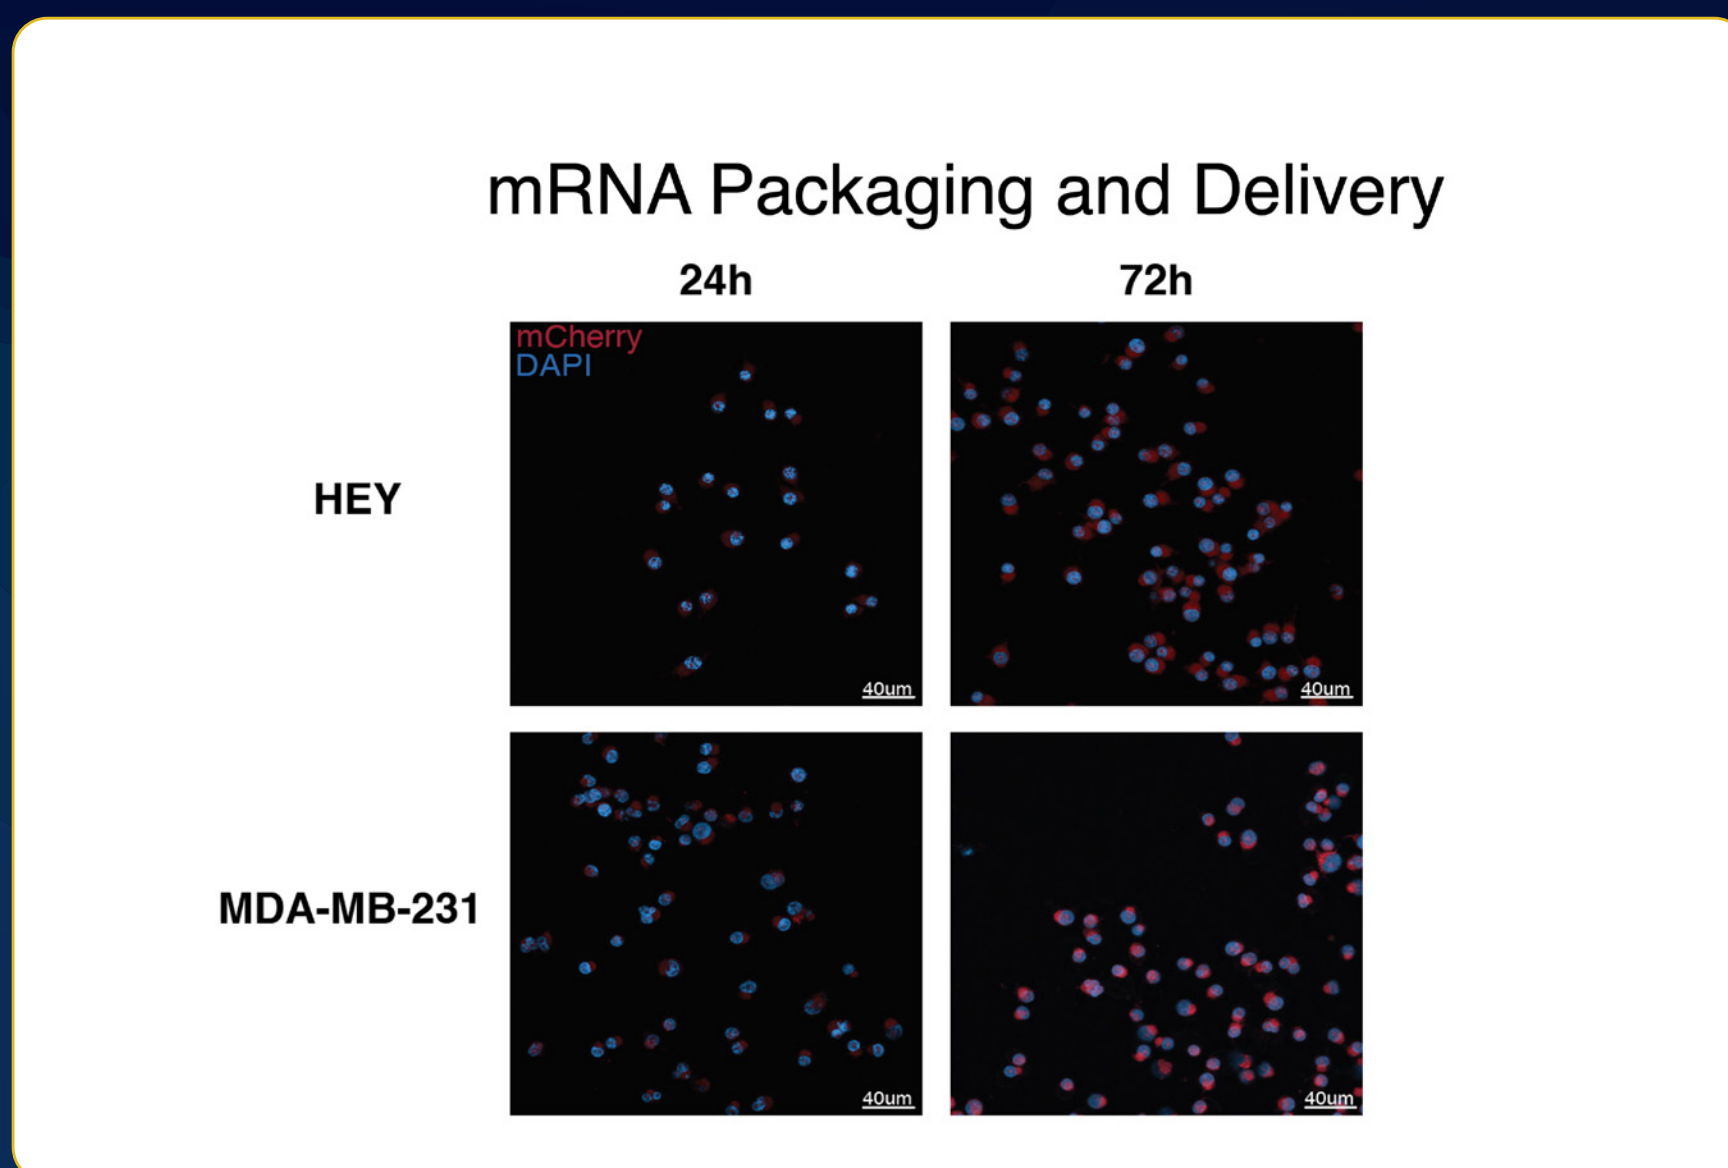 mRNA Packaging and Delivery
24h 72h
mCherry
DAPI
HEY
40um 40um
MDA-MB-231
40um 40um